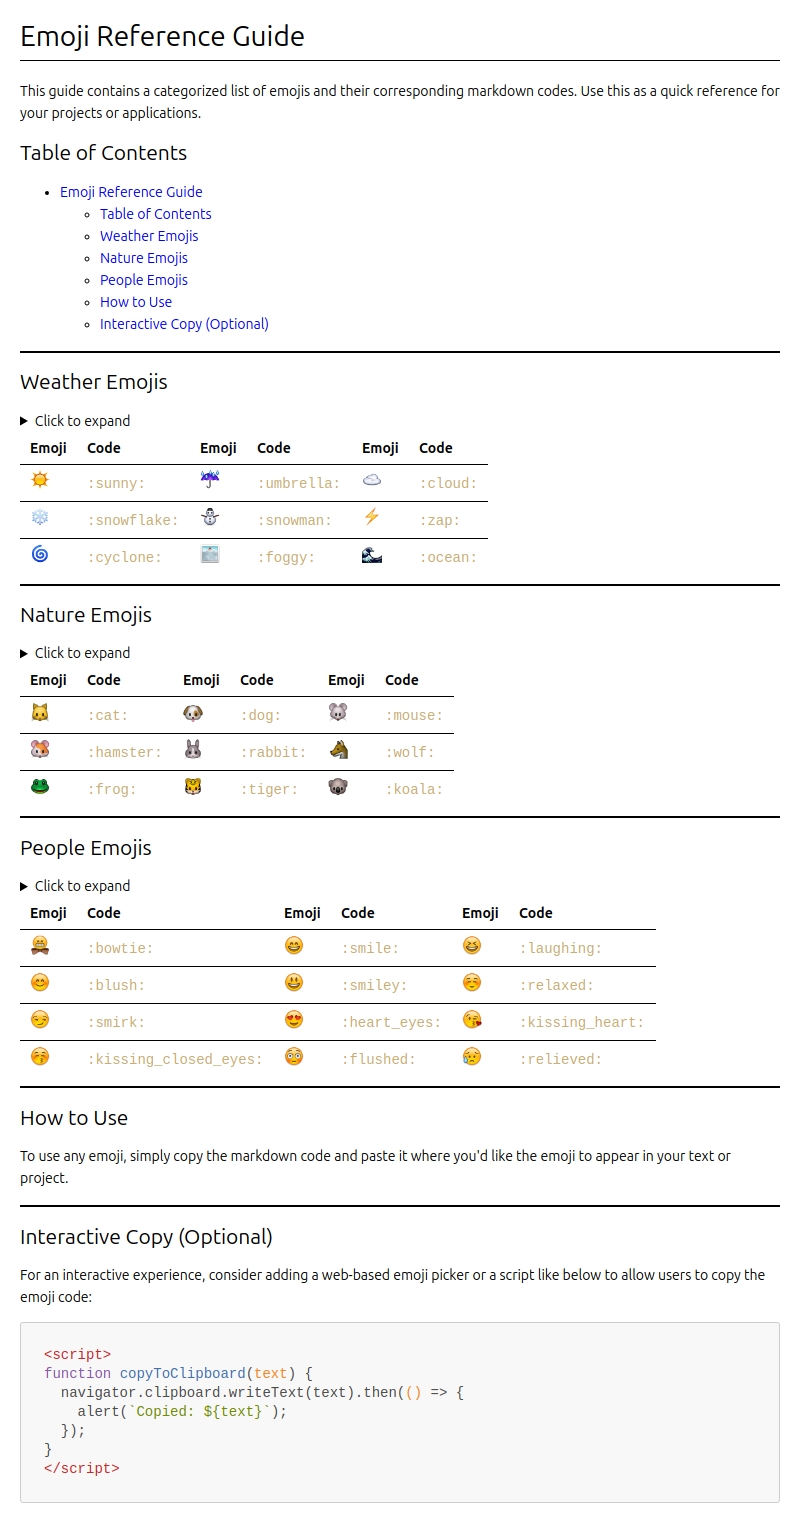 Emoji Reference Guide
This guide contains a categorized list of emojis and their corresponding markdown codes. Use this as a quick reference for
your projects or applications.
Table of Contents
Emoji Reference Guide
Table of Contents
Weather Emojis
Nature Emojis
People Emojis
How to Use
Interactive Copy (Optional)
Weather Emojis
Click to expand
Emoji Code Emoji Code Emoji Code
:sunny: :umbrella: :cloud:
:snowflake: :snowman: :zap:
:cyclone: :foggy: :ocean:
Nature Emojis
Click to expand
Emoji Code Emoji Code Emoji Code
:cat: :dog: :mouse:
:hamster: :rabbit: :wolf:
:frog: :tiger: :koala:
People Emojis
Click to expand
Emoji Code Emoji Code Emoji Code
:bowtie: :smile: :laughing:
:blush: :smiley: :relaxed:
:smirk: :heart_eyes: :kissing_heart:
:kissing_closed_eyes: :flushed: :relieved:
How to Use
To use any emoji, simply copy the markdown code and paste it where you'd like the emoji to appear in your text or
project.
Interactive Copy (Optional)
For an interactive experience, consider adding a web-based emoji picker or a script like below to allow users to copy the
emoji code:
<script>
function copyToClipboard(text) {
  navigator.clipboard.writeText(text).then(() => {
    alert(`Copied: ${text}`);
  });
}
</script>